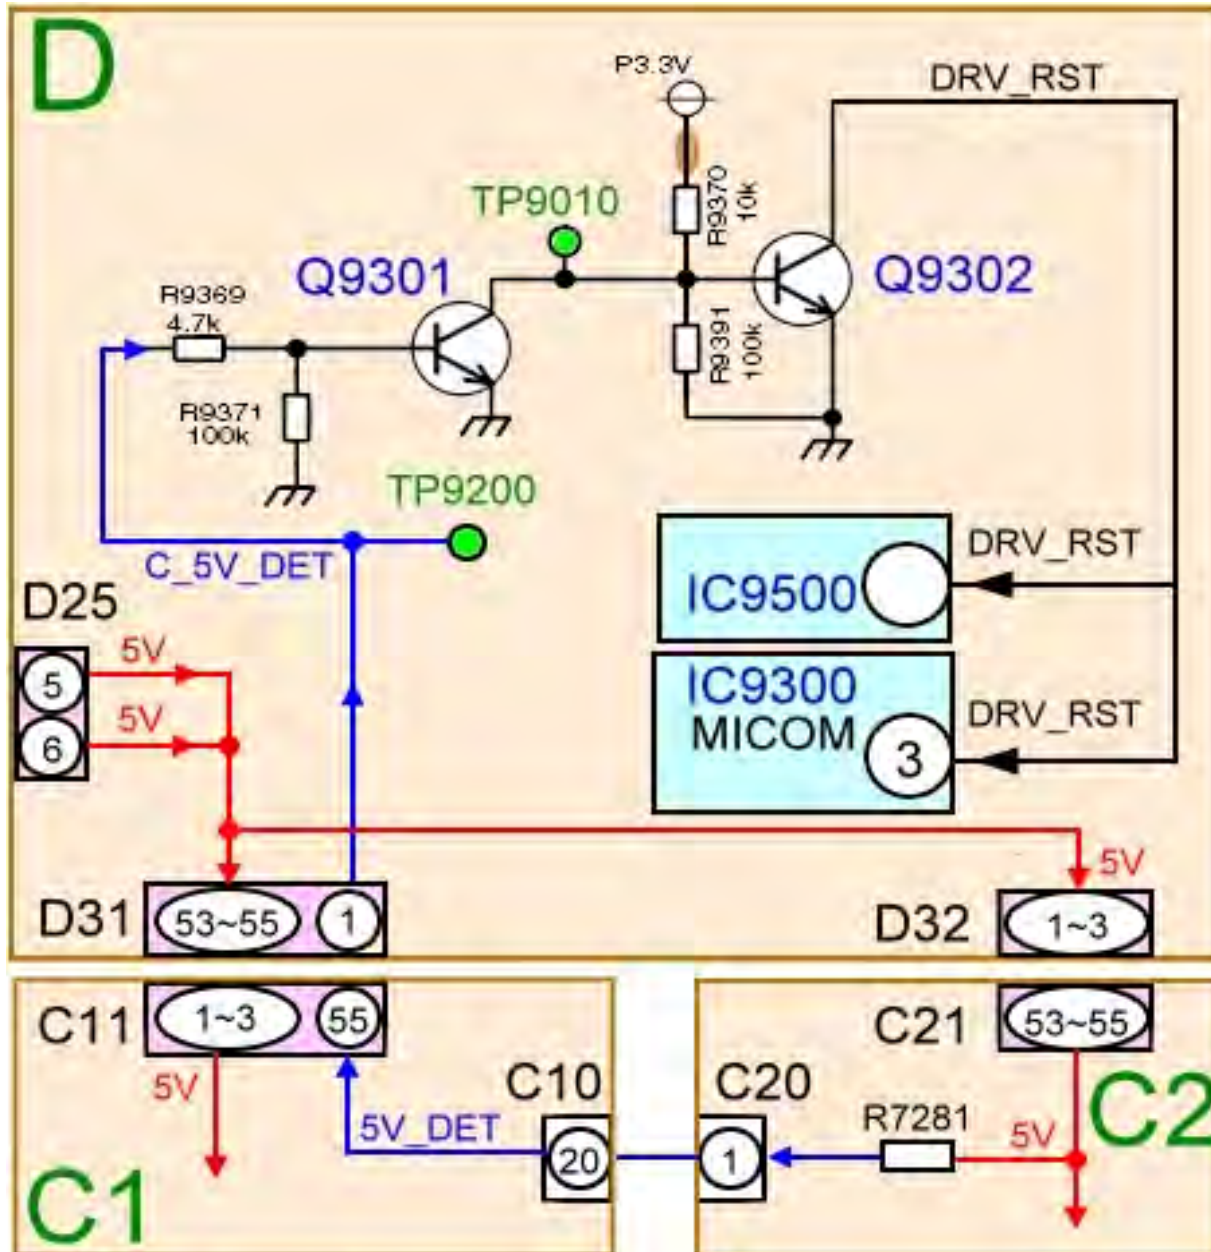 D
P3.3V
DRV_RST
R9370
10k
TP9010
Q9301
Q9302
R9369
4.7k
R9391
100k
R9371
100k
TP9200
C_5V_DET
DRV_RST
IC9500
D25
5V
5
IC9300
MICOM
DRV_RST
3
5V
6
5V
D31
53~55
1
D32
1~3
C11
1~3
55
C21
53~55
5V
C10
C20
R7281
C2
5V_DET
5V
20
1
C1